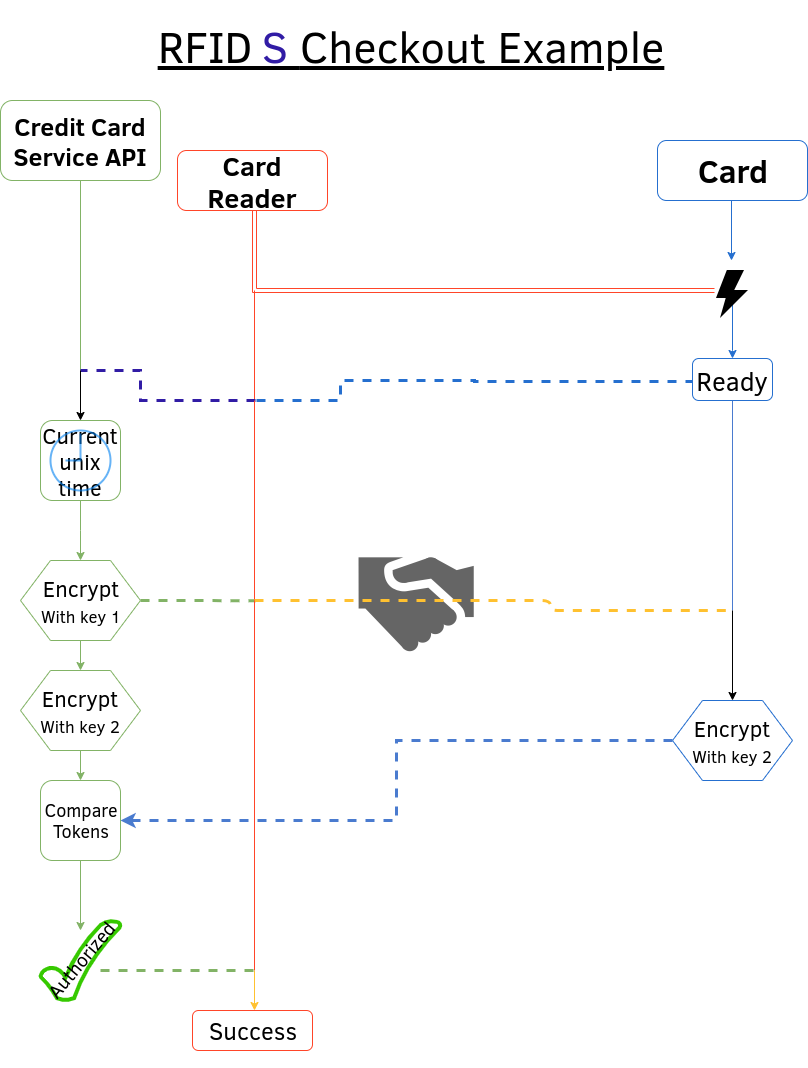 RFID S Checkout Example
Credit Card
Service API
Card
Reader
Card
Ready
Current
unix
time
Encrypt
With key 1
Encrypt
With key 2
Encrypt
With key 2
Compare
Tokens
Authorized
Success